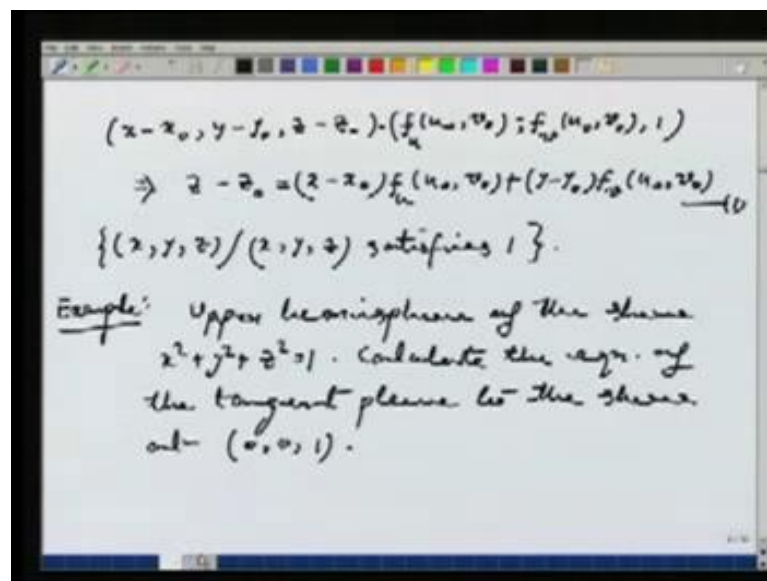 (x - x₀, y - y₀, z - z₀) · (f_u(u₀, v₀), f_v(u₀, v₀), 1)
⇒ z - z₀ = (x - x₀) f_u(u₀, v₀) + (y - y₀) f_v(u₀, v₀) —(1)
{(x, y, z) / (x, y, z) satisfies 1}.
Example: Upper hemisphere of the sphere
x² + y² + z² = 1. Calculate the eqn. of
the tangent plane to the sphere
at (0, 0, 1).